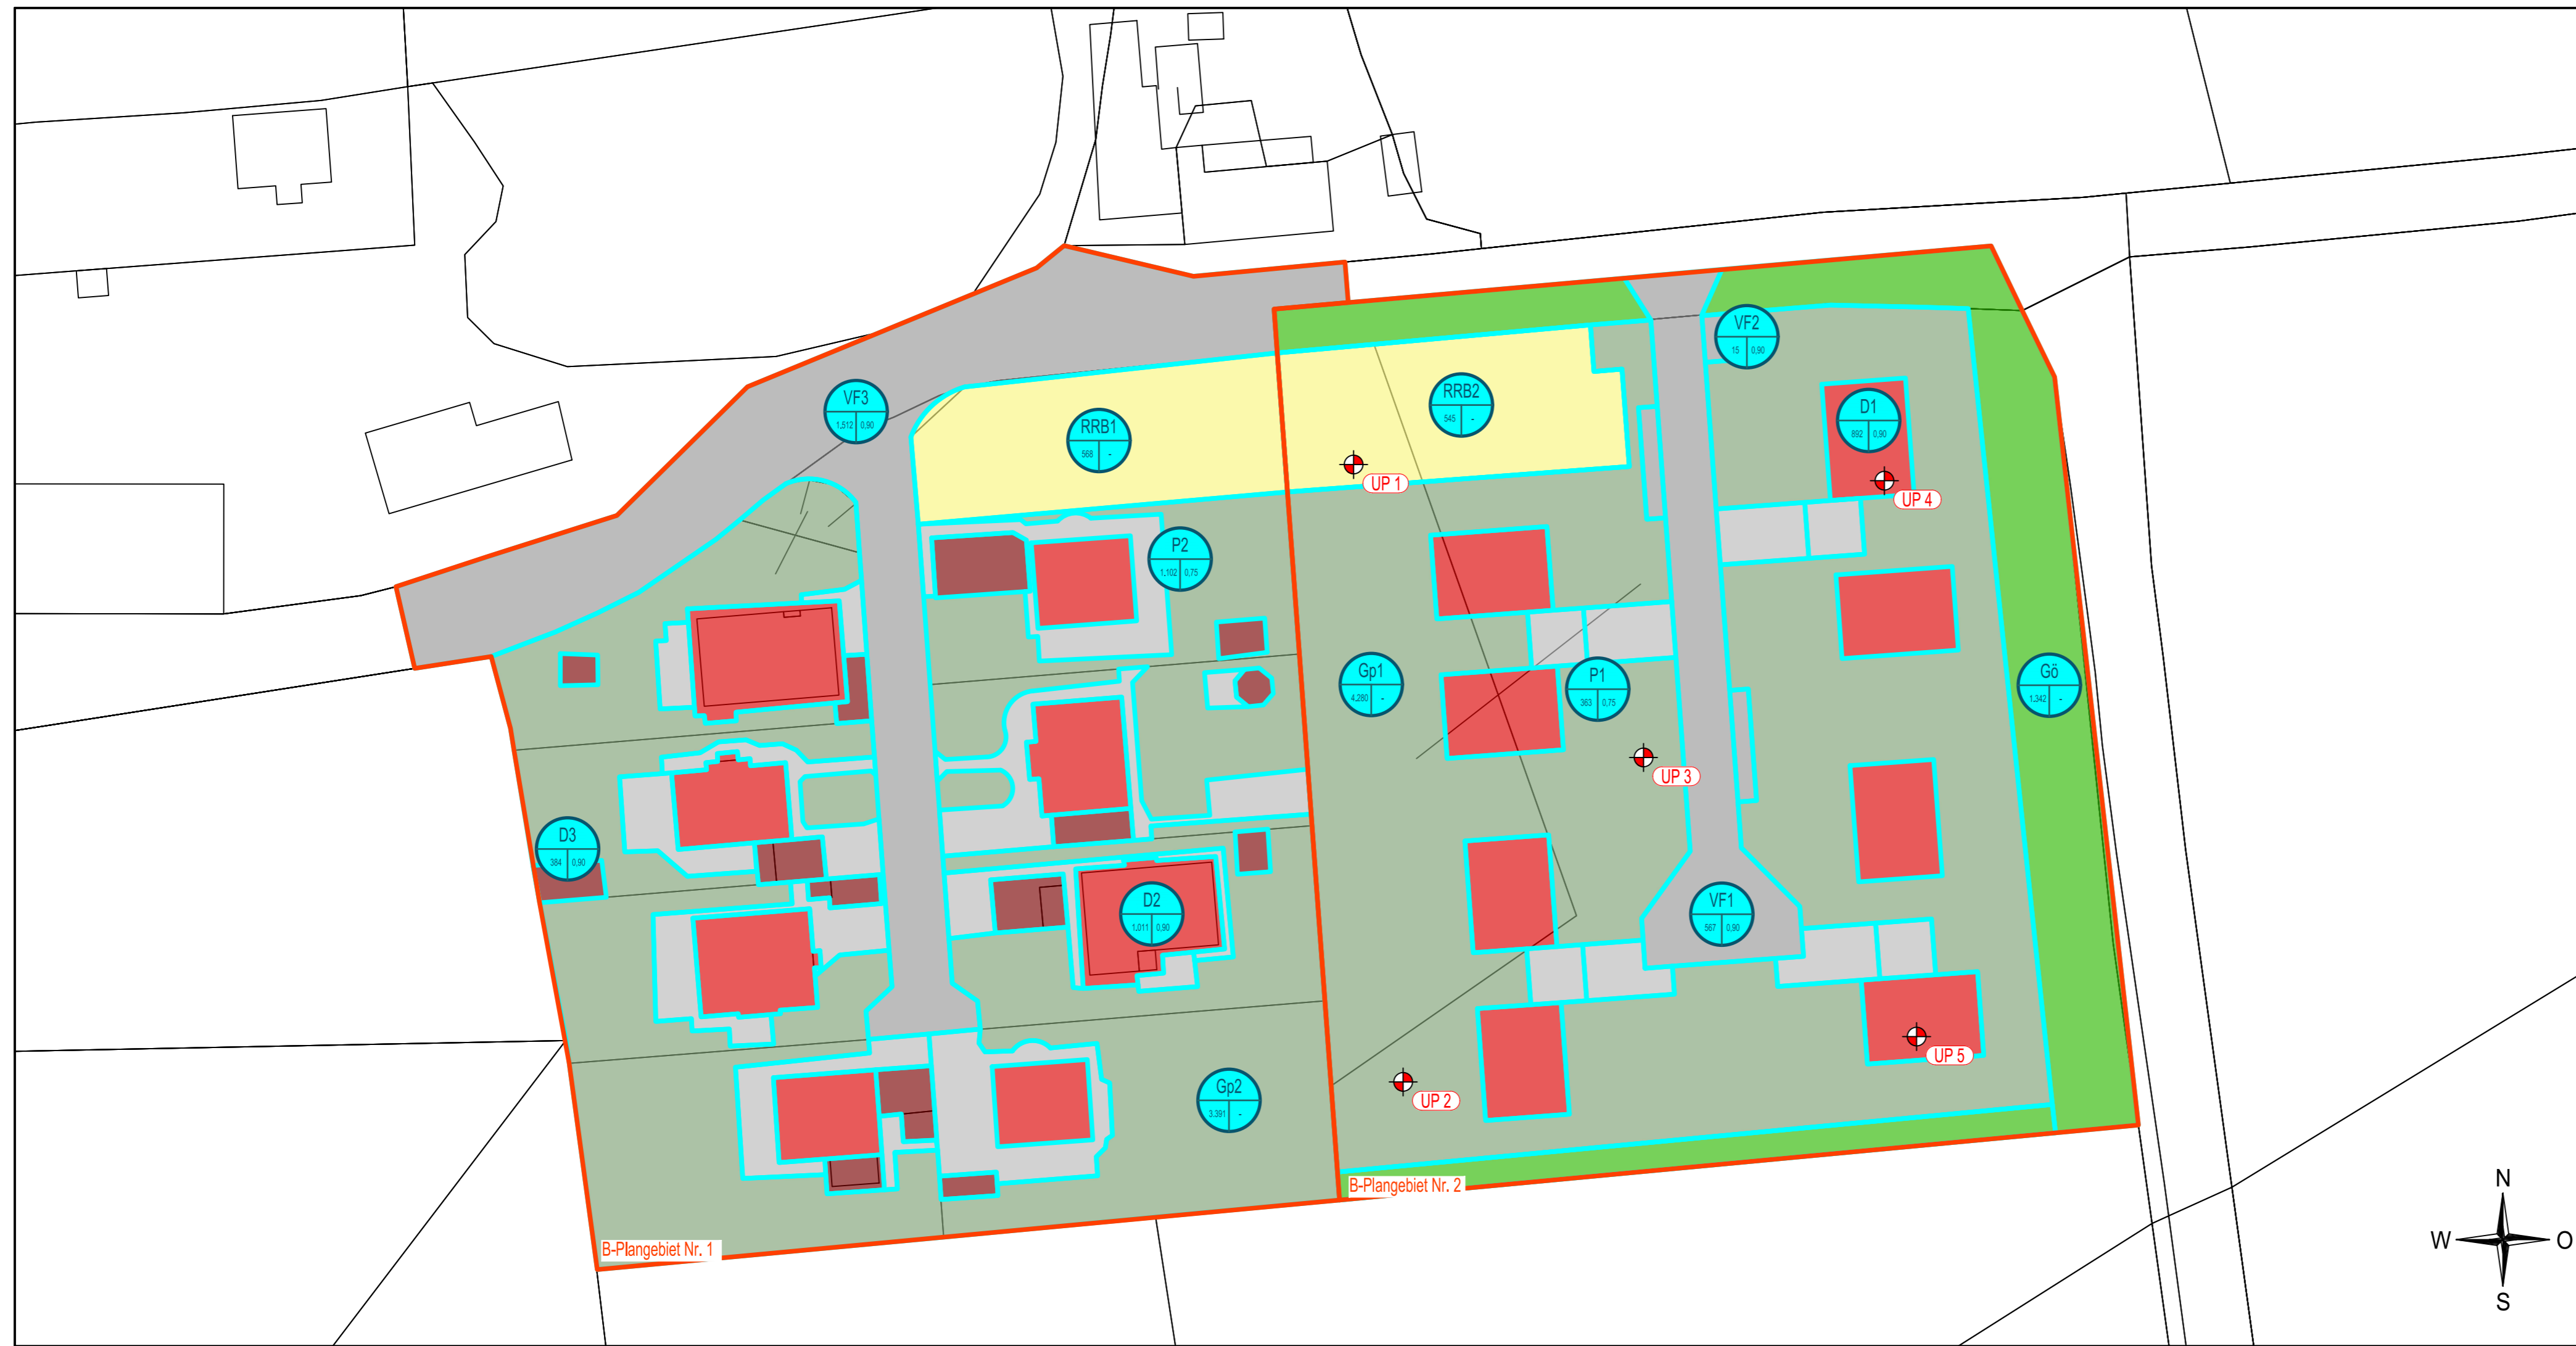 VF2
15 0,90
VF3
1,512 0,90
RRB1
568 -
RRB2
545 -
D1
892 0,90
UP 1
UP 4
P2
1,102 0,75
Gp1
4,280 -
P1
363 0,75
Gö
1,342 -
UP 3
D3
384 0,90
D2
1,011 0,90
VF1
567 0,90
UP 5
Gp2
3,391 -
UP 2
B-Plangebiet Nr. 2
B-Plangebiet Nr. 1
N
W O
S